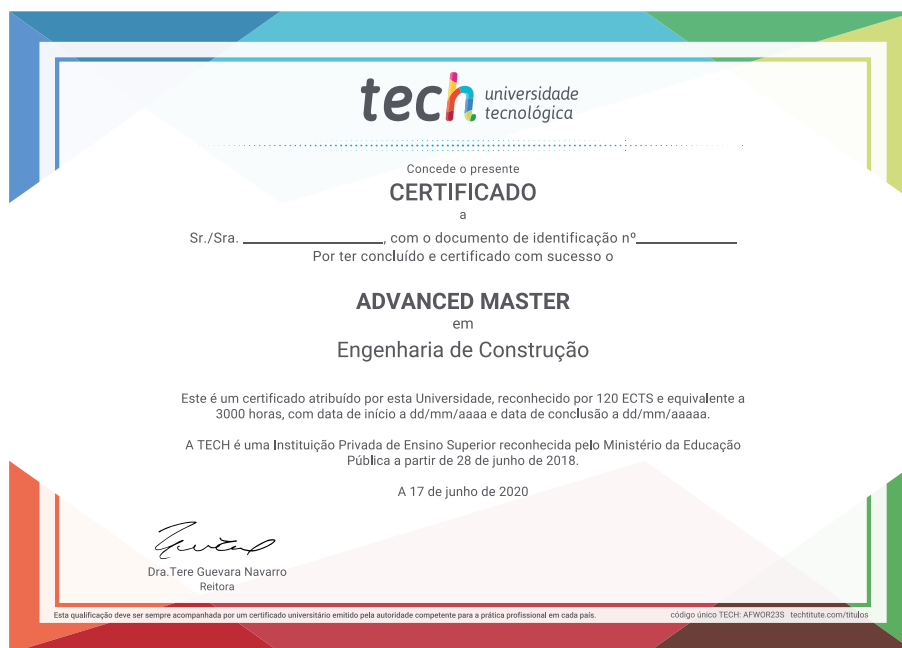 tech universidade
tecnológica
Concede o presente
CERTIFICADO
a
Sr./Sra. ________________, com o documento de identificação nº____________
Por ter concluído e certificado com sucesso o
ADVANCED MASTER
em
Engenharia de Construção
Este é um certificado atribuído por esta Universidade, reconhecido por 120 ECTS e equivalente a
3000 horas, com data de início a dd/mm/aaaa e data de conclusão a dd/mm/aaaaa.
A TECH é uma Instituição Privada de Ensino Superior reconhecida pelo Ministério da Educação
Pública a partir de 28 de junho de 2018.
A 17 de junho de 2020
Dra.Tere Guevara Navarro
Reitora
Esta qualificação deve ser sempre acompanhada por um certificado universitário emitido pela autoridade competente para a prática profissional em cada país. código único TECH: AFWOR23S techtitute.com/titulos